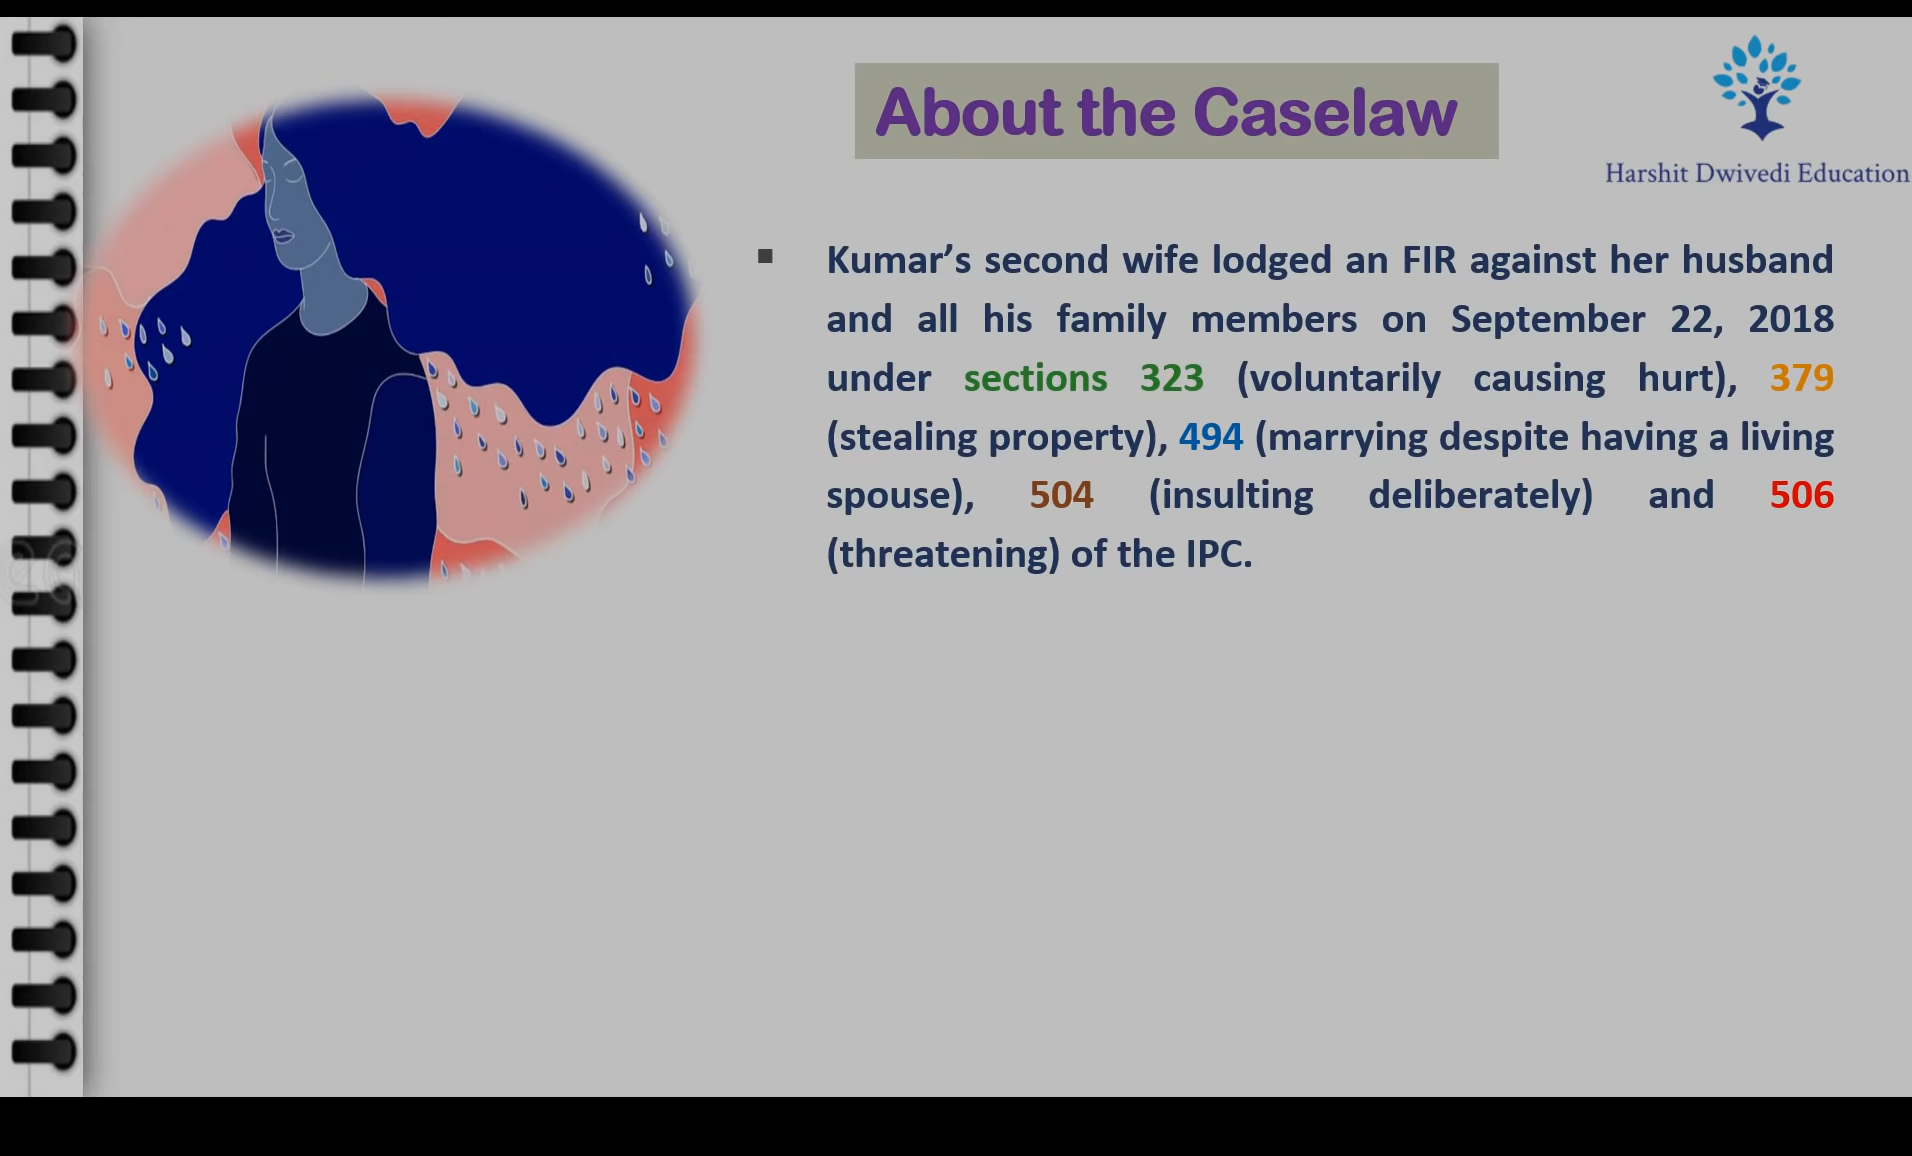 About the Caselaw
Harshit Dwivedi Education
▪ Kumar’s second wife lodged an FIR against her husband
and all his family members on September 22, 2018
under sections 323 (voluntarily causing hurt), 379
(stealing property), 494 (marrying despite having a living
spouse), 504 (insulting deliberately) and 506
(threatening) of the IPC.